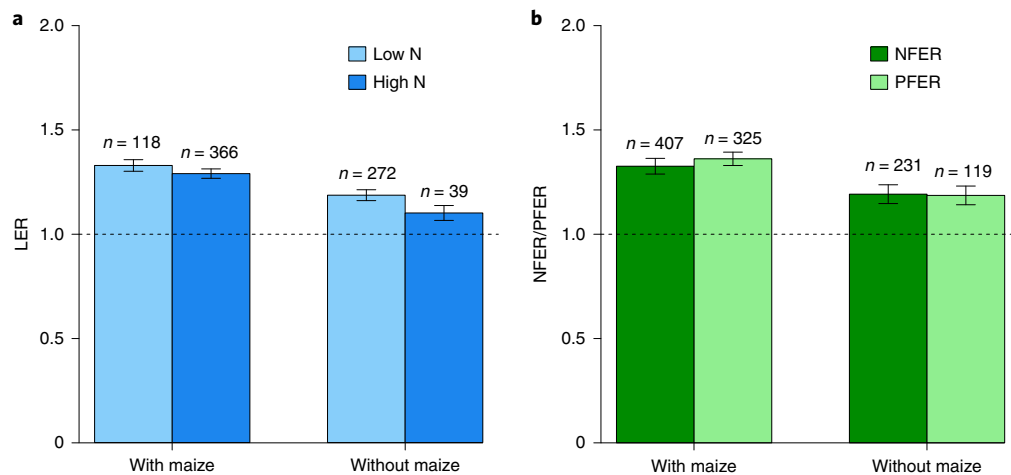 a
2.0
1.5
1.0
0.5
0
LER
Low N
High N
n = 118
n = 366
n = 272
n = 39
With maize
Without maize
b
2.0
1.5
1.0
0.5
0
NFER/PFER
NFER
PFER
n = 407
n = 325
n = 231
n = 119
With maize
Without maize